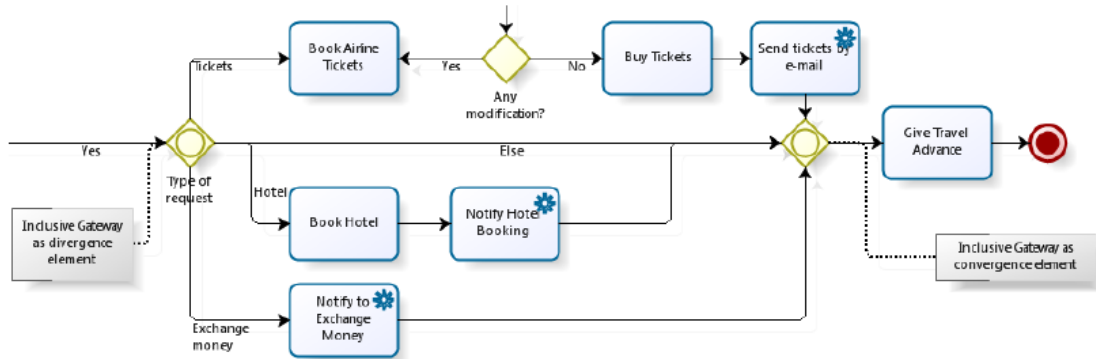 Book Airline
Tickets
Buy Tickets
Send tickets by
e-mail
Tickets
Yes
No
Any
modification?
Give Travel
Advance
Yes
Else
Type of
request
Hotel
Inclusive Gateway
as divergence
element
Book Hotel
Notify Hotel
Booking
Inclusive Gateway as
convergence element
Notify to
Exchange
Money
Exchange
money